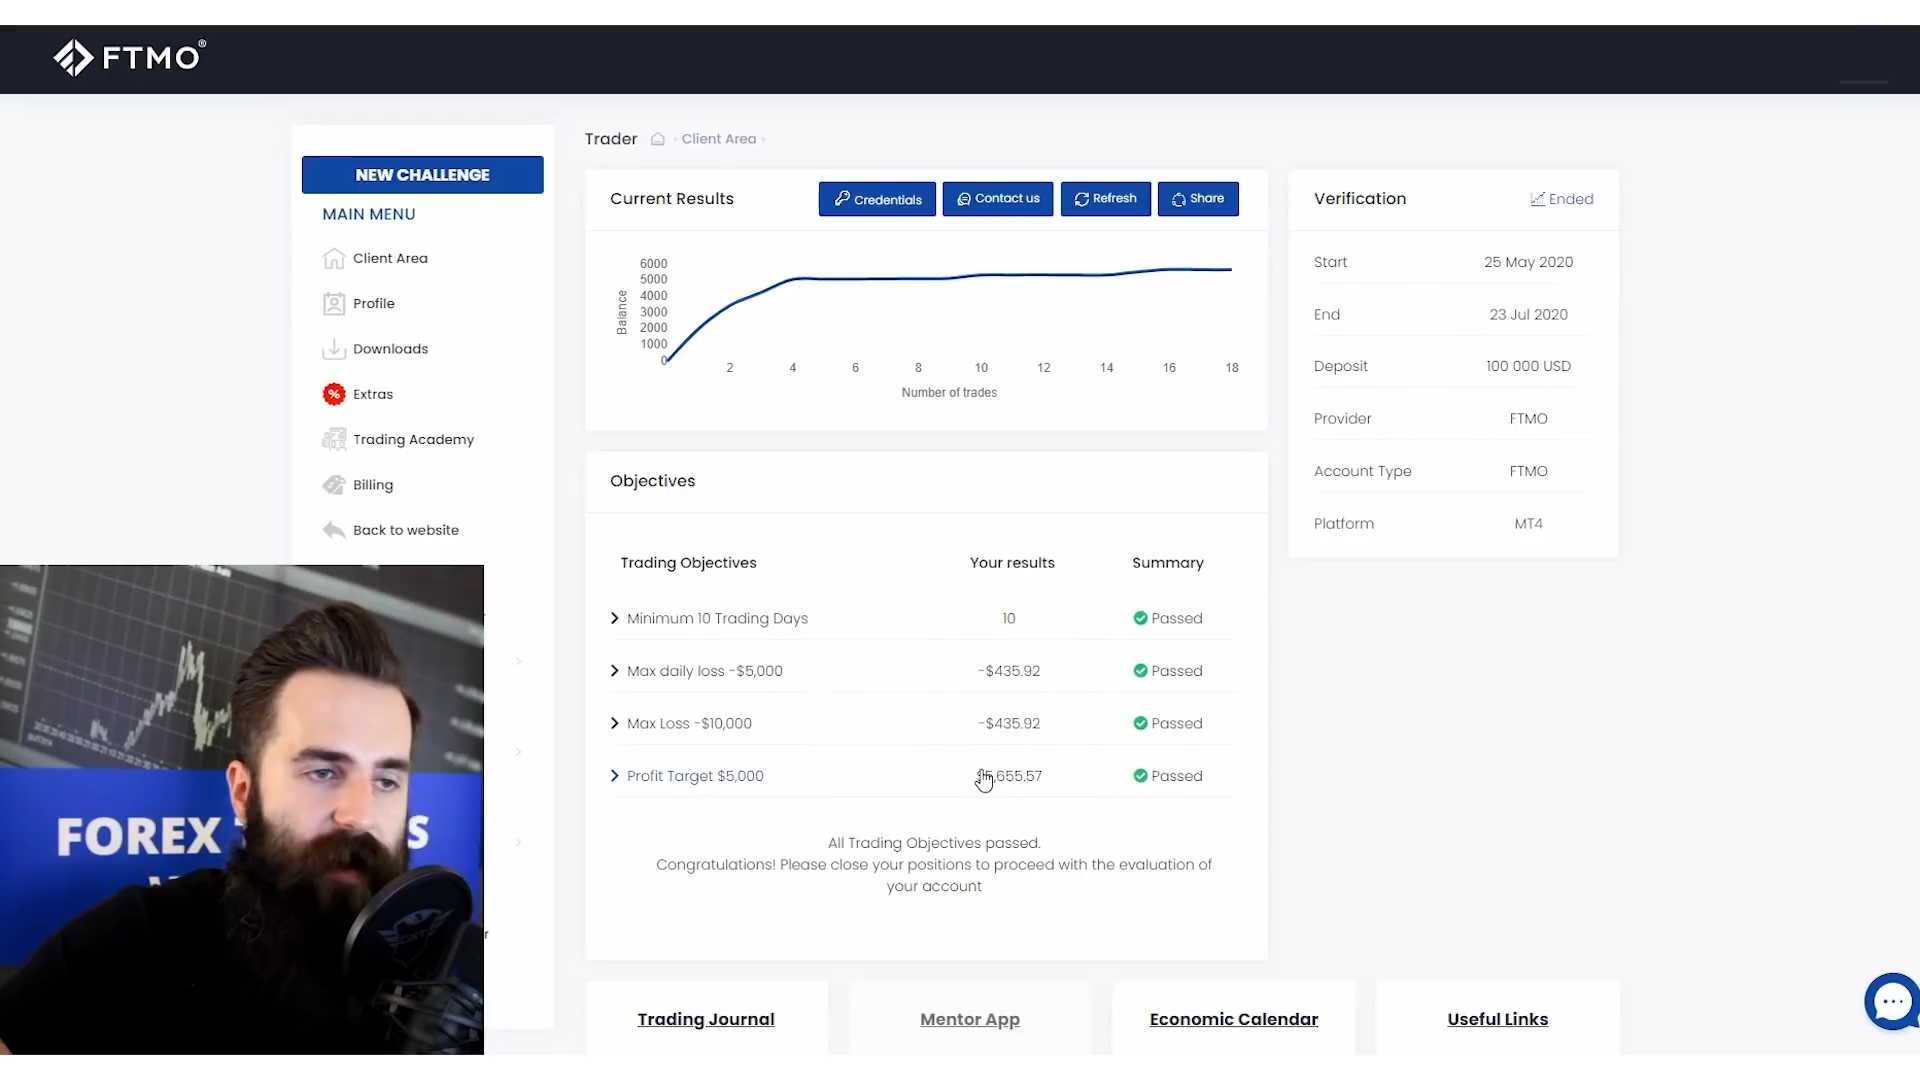 FTMO®
NEW CHALLENGE
MAIN MENU
Client Area
Profile
Downloads
% Extras
Trading Academy
Billing
Back to website
Trader • Client Area •
Current Results
Credentials
Contact us
Refresh
Share
6000
5000
4000
3000
2000
1000
0
Balance
2 4 6 8 10 12 14 16 18
Number of trades
Verification
Ended
Start 25 May 2020
End 23 Jul 2020
Deposit 100 000 USD
Provider FTMO
Account Type FTMO
Platform MT4
Objectives
Trading Objectives Your results Summary
Minimum 10 Trading Days 10 Passed
Max daily loss -$5,000 -$435.92 Passed
Max Loss -$10,000 -$435.92 Passed
Profit Target $5,000 ,655.57 Passed
All Trading Objectives passed.
Congratulations! Please close your positions to proceed with the evaluation of
your account
FOREX
Trading Journal
Mentor App
Economic Calendar
Useful Links